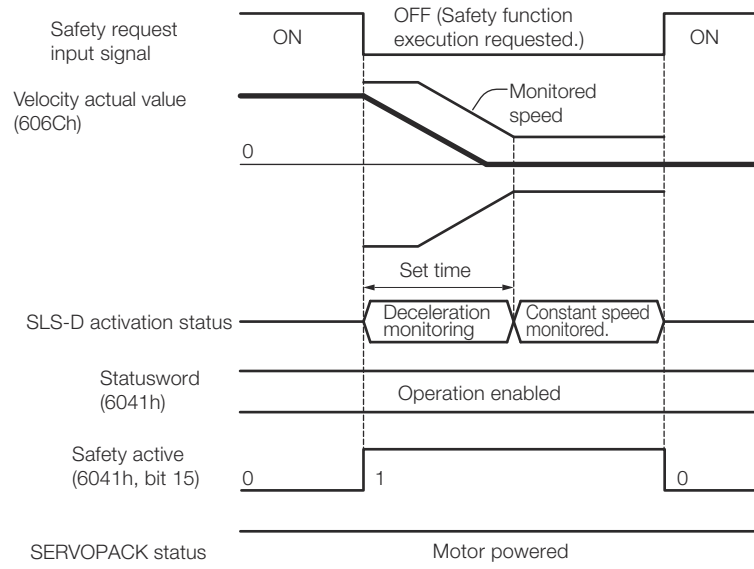 Safety request
input signal
ON
OFF (Safety function
execution requested.)
ON
Velocity actual value
(606Ch)
Monitored
speed
0
Set time
SLS-D activation status
Deceleration
monitoring
Constant speed
monitored.
Statusword
(6041h)
Operation enabled
Safety active
(6041h, bit 15)
0
1
0
SERVOPACK status
Motor powered